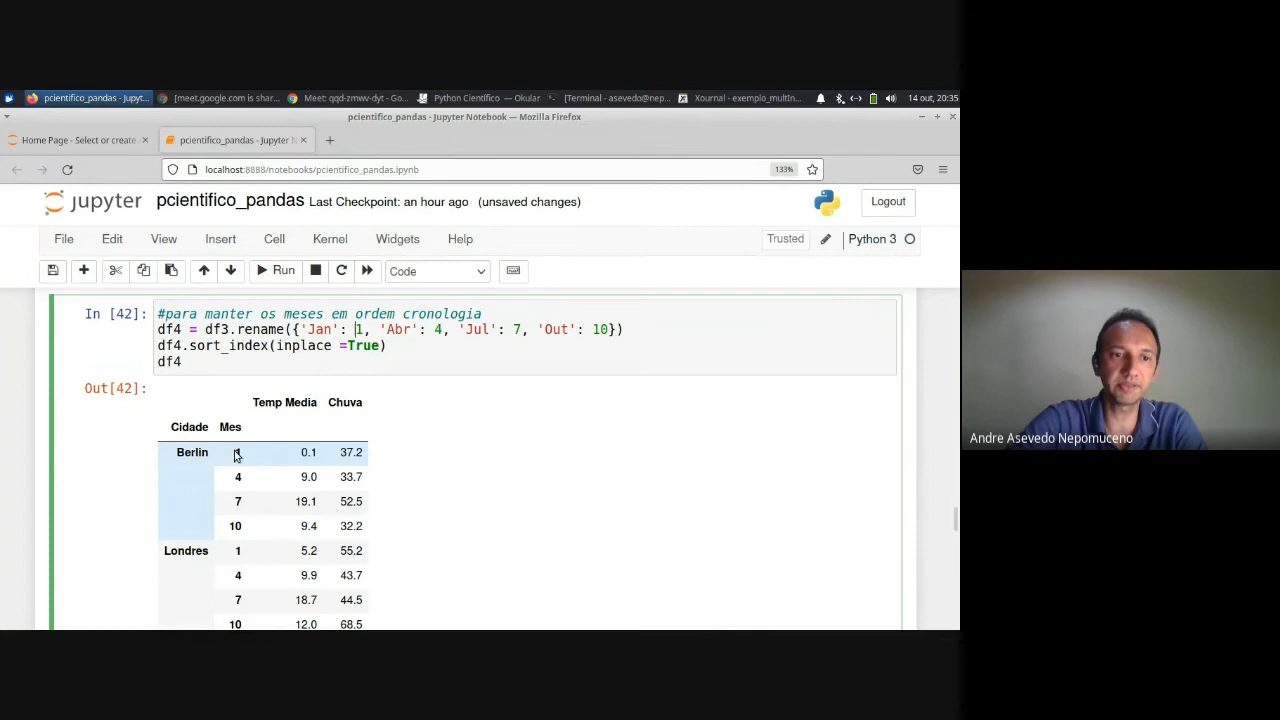 pcientifico_pandas - Jupyt...
[meet.google.com is shar...
Meet: qqd-zmwv-dyt - Go...
Python Científico — Okular
[Terminal - asevedo@nep...
Xournal - exemplo_multIn...
14 out, 20:35
pcientifico_pandas - Jupyter Notebook — Mozilla Firefox
Home Page - Select or create
pcientifico_pandas - Jupyter N
localhost:8888/notebooks/pcientifico_pandas.ipynb
133%
jupyter pcientifico_pandas Last Checkpoint: an hour ago (unsaved changes)
Logout
File Edit View Insert Cell Kernel Widgets Help
Trusted Python 3
Run Code
In [42]: #para manter os meses em ordem cronologia
df4 = df3.rename({'Jan': 1, 'Abr': 4, 'Jul': 7, 'Out': 10})
df4.sort_index(inplace =True)
df4
Out[42]:
Temp Media Chuva
Cidade Mes
Berlin 1 0.1 37.2
4 9.0 33.7
7 19.1 52.5
10 9.4 32.2
Londres 1 5.2 55.2
4 9.9 43.7
7 18.7 44.5
10 12.0 68.5
Andre Asevedo Nepomuceno